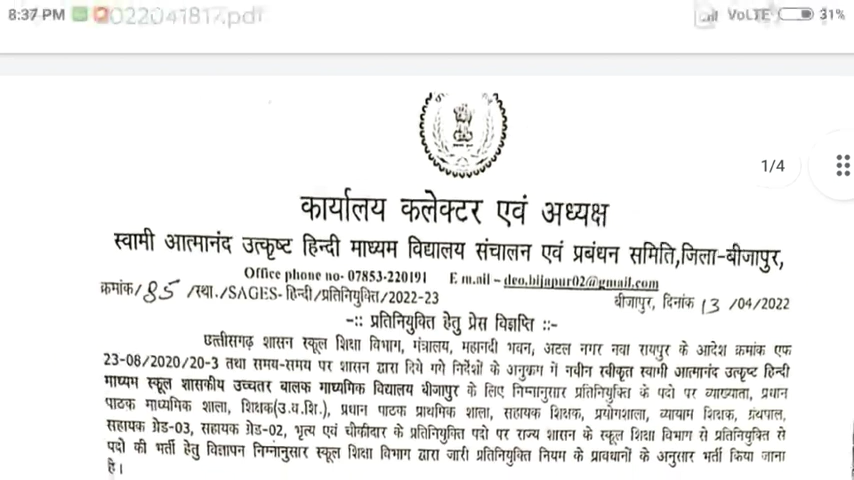 8:37 PM 2022041817.pdf VoLTE 31%
1/4
कार्यालय कलेक्टर एवं अध्यक्ष
स्वामी आत्मानंद उत्कृष्ट हिन्दी माध्यम विद्यालय संचालन एवं प्रबंधन समिति,जिला-बीजापुर,
Office phone no- 07853-220191 E m.ail – deo.bijapur02@gmail.com
क्रमांक/85 /स्था./SAGES- हिन्दी/प्रतिनियुक्ति/2022-23 बीजापुर, दिनांक 13 /04/2022
-:: प्रतिनियुक्ति हेतु प्रेस विज्ञप्ति ::-
छत्तीसगढ़ शासन स्कूल शिक्षा विभाग, मंत्रालय, महानदी भवन, अटल नगर नवा रायपुर के आदेश क्रमांक एफ
23-08/2020/20-3 तथा समय-समय पर शासन द्वारा दिये गये निर्देशों के अनुक्रम में नवीन स्वीकृत स्वामी आत्मानंद उत्कृष्ट हिन्दी
माध्यम स्कूल शासकीय उच्चतर बालक माध्यमिक विद्यालय बीजापुर के लिए निम्नानुसार प्रतिनियुक्ति के पदो पर व्याख्याता, प्रधान
पाठक माध्यमिक शाला, शिक्षक(उ.प.शि.), प्रधान पाठक प्राथमिक शाला, सहायक शिक्षक, प्रयोगशाला, व्यायाम शिक्षक, ग्रंथपाल,
सहायक ग्रेड-03, सहायक ग्रेड-02, भृत्य एवं चौकीदार के प्रतिनियुक्ति पदो पर राज्य शासन के स्कूल शिक्षा विभाग से प्रतिनियुक्ति से
पदो की भर्ती हेतु विज्ञापन निम्नानुसार स्कूल शिक्षा विभाग द्वारा जारी प्रतिनियुक्ति नियम के प्रावधानों के अनुसार भर्ती किया जाना
है।